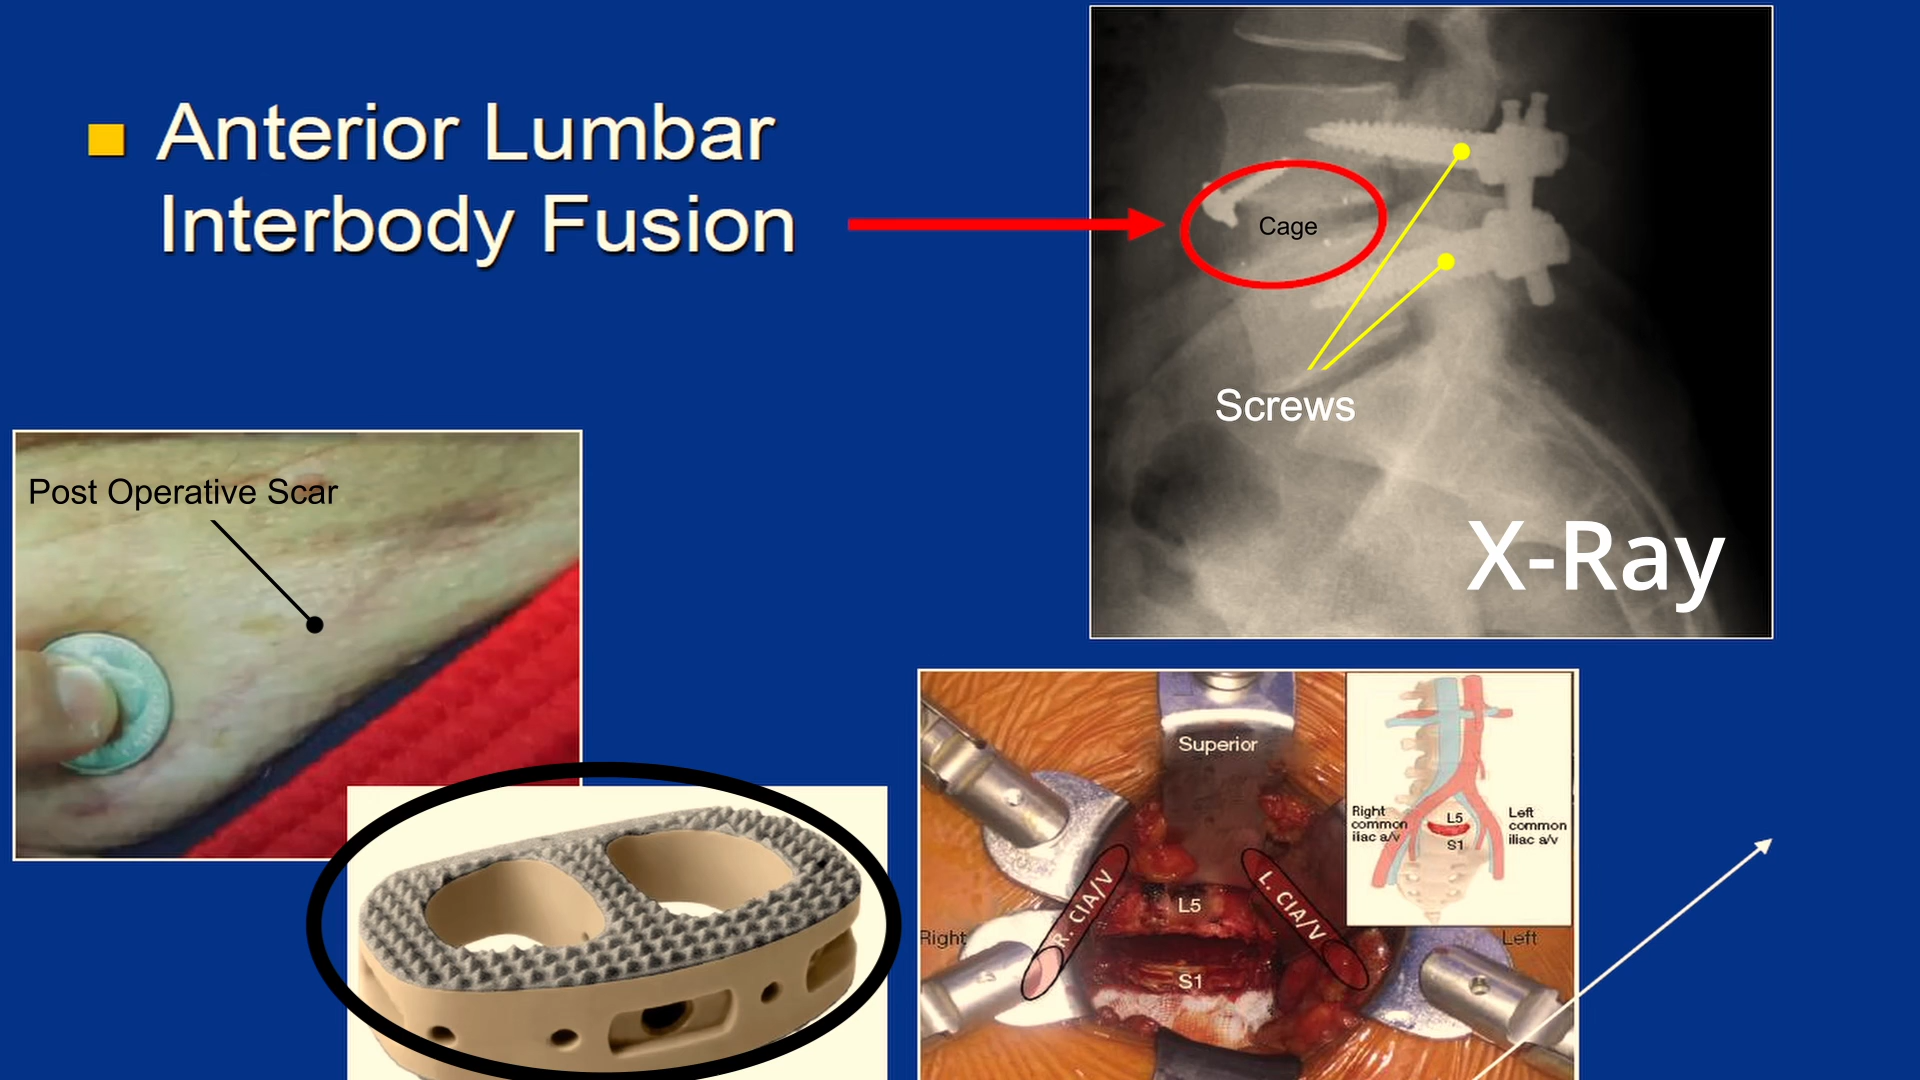 Anterior Lumbar
Interbody Fusion
Cage
Screws
X-Ray
Post Operative Scar
Superior
Right
common
iliac a/v
L5
S1
Left
common
iliac a/v
R. CIA/V
L. CIA/V
L5
S1
Right
Left